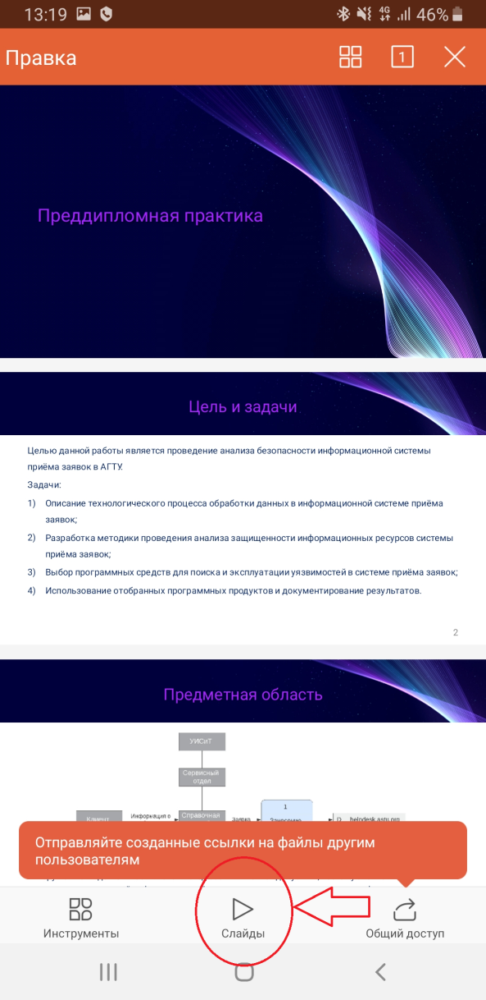 13:19 4G 46%
Правка 1
Преддипломная практика
Цель и задачи
Целью данной работы является проведение анализа безопасности информационной системы
приёма заявок в АГТУ.
Задачи:
1) Описание технологического процесса обработки данных в информационной системе приёма
заявок;
2) Разработка методики проведения анализа защищенности информационных ресурсов системы
приёма заявок;
3) Выбор программных средств для поиска и эксплуатации уязвимостей в системе приёма заявок;
4) Использование отобранных программных продуктов и документирование результатов.
2
Предметная область
УИСиТ
Сервисный
отдел
1
Клиент Информация о Справочная Заявка Занесение D helpdesk.astu.org
Отправляйте созданные ссылки на файлы другим
пользователям
Инструменты Слайды Общий доступ